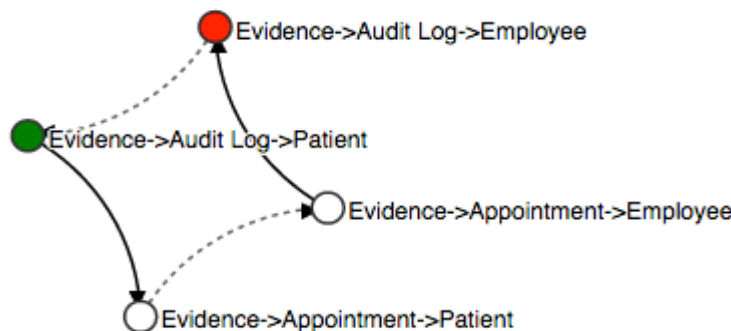 Evidence->Audit Log->Employee
Evidence->Audit Log->Patient
Evidence->Appointment->Employee
Evidence->Appointment->Patient